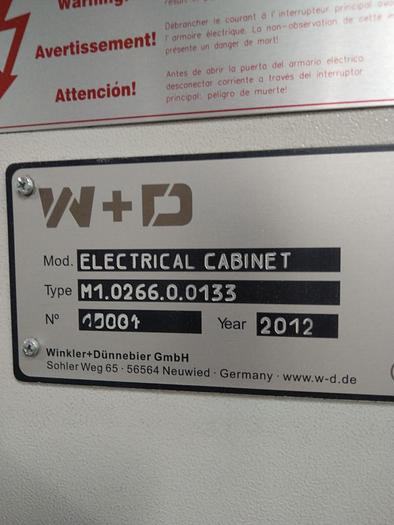 Warning!
Avertissement!
Débrancher le courant à l' interrupteur principal
l' armoire électrique. La non-observation de cette
présente un danger de mort!
Attención!
Antes de abrir la puerta del armario eléctrico
desconectar corriente a través del interruptor
principal: peligro de muerte!
W+D
Mod. ELECTRICAL CABINET
Type M1.0266.0.0133
Nº
Year 2012
Winkler+Dünnebier GmbH
Sohler Weg 65 · 56564 Neuwied · Germany · www.w-d.de